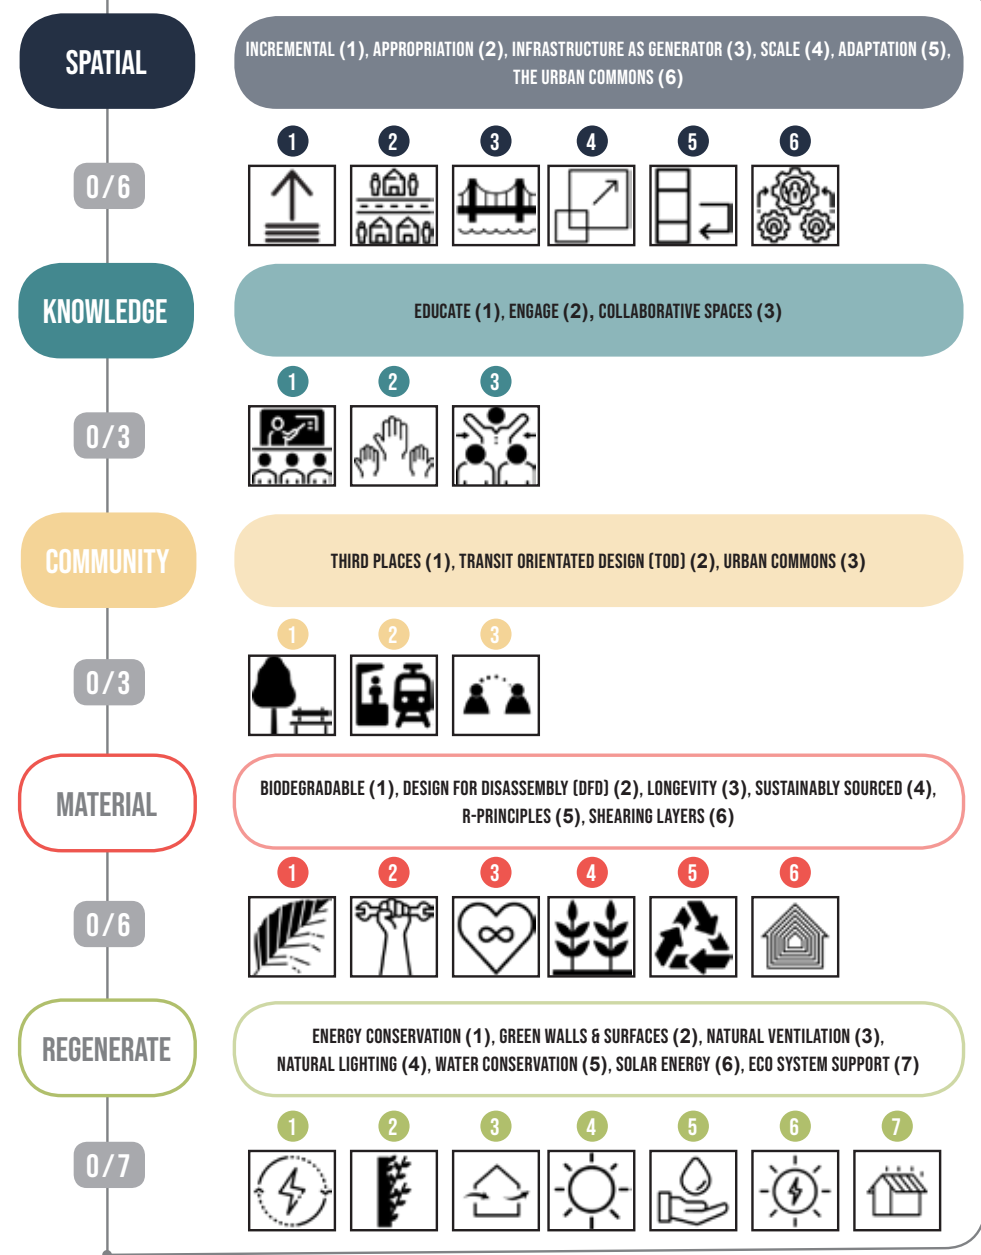 SPATIAL
INCREMENTAL (1), APPROPRIATION (2), INFRASTRUCTURE AS GENERATOR (3), SCALE (4), ADAPTATION (5),
THE URBAN COMMONS (6)
1 2 3 4 5 6
0/6
KNOWLEDGE
EDUCATE (1), ENGAGE (2), COLLABORATIVE SPACES (3)
1 2 3
0/3
COMMUNITY
THIRD PLACES (1), TRANSIT ORIENTATED DESIGN (TOD) (2), URBAN COMMONS (3)
1 2 3
0/3
MATERIAL
BIODEGRADABLE (1), DESIGN FOR DISASSEMBLY (DFD) (2), LONGEVITY (3), SUSTAINABLY SOURCED (4),
R-PRINCIPLES (5), SHEARING LAYERS (6)
1 2 3 4 5 6
0/6
REGENERATE
ENERGY CONSERVATION (1), GREEN WALLS & SURFACES (2), NATURAL VENTILATION (3),
NATURAL LIGHTING (4), WATER CONSERVATION (5), SOLAR ENERGY (6), ECO SYSTEM SUPPORT (7)
1 2 3 4 5 6 7
0/7